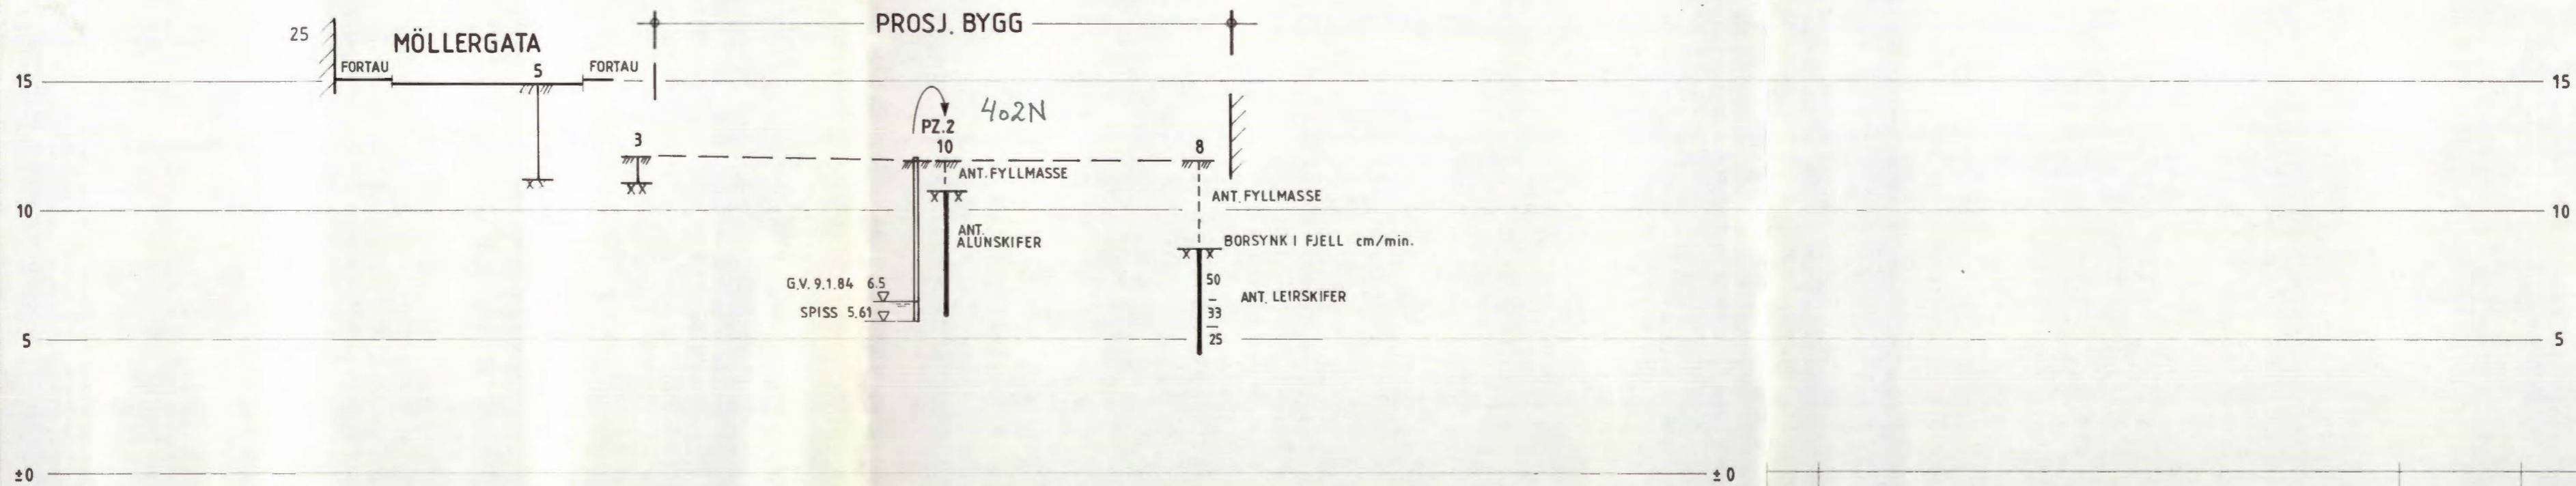 PROSJ. BYGG
25
MÖLLERGATA
FORTAU
5
FORTAU
15
15
402N
PZ.2
3
10
8
ANT. FYLLMASSE
ANT. FYLLMASSE
10
10
ANT.
ALUNSKIFER
BORSYNK I FJELL cm/min.
G.V. 9.1.84 6.5
50
–
ANT. LEIRSKIFER
SPISS 5.61
33
–
25
5
5
±0
±0